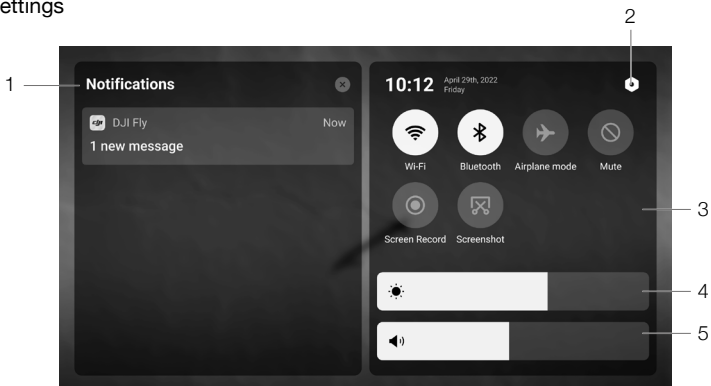 ettings
2
1
Notifications
DJI Fly
Now
1 new message
10:12
April 29th, 2022
Friday
Wi-Fi
Bluetooth
Airplane mode
Mute
Screen Record
Screenshot
3
4
5